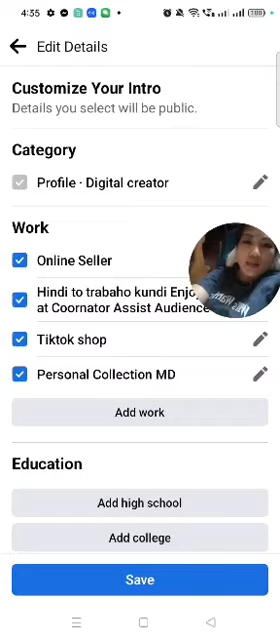 4:35
Edit Details
Customize Your Intro
Details you select will be public.
Category
Profile · Digital creator
Work
Online Seller
Hindi to trabaho kundi Enjoy
at Coornator Assist Audience
Tiktok shop
Personal Collection MD
Add work
Education
Add high school
Add college
Save